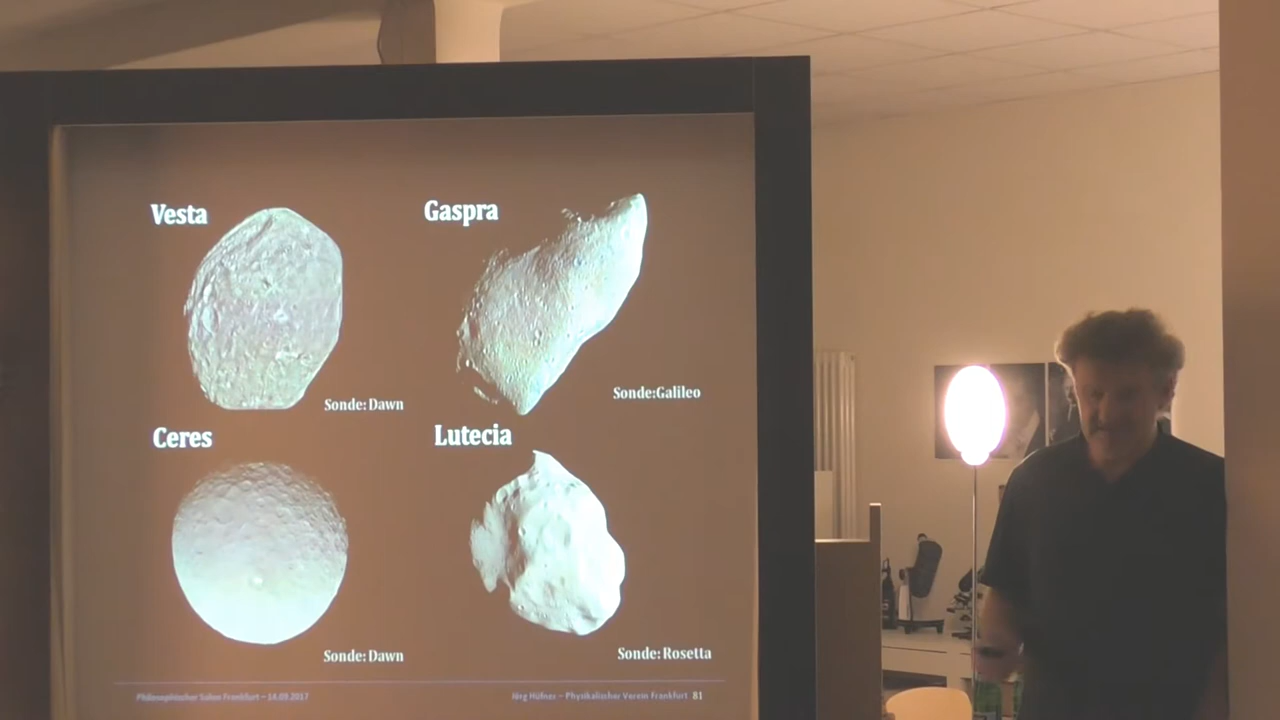 Vesta
Gaspra
Sonde: Dawn
Sonde:Galileo
Ceres
Lutecia
Sonde: Dawn
Sonde: Rosetta
Philosophischer Salon Frankfurt – 14.09.2017
Jörg Hüfner – Physikalischer Verein Frankfurt 81